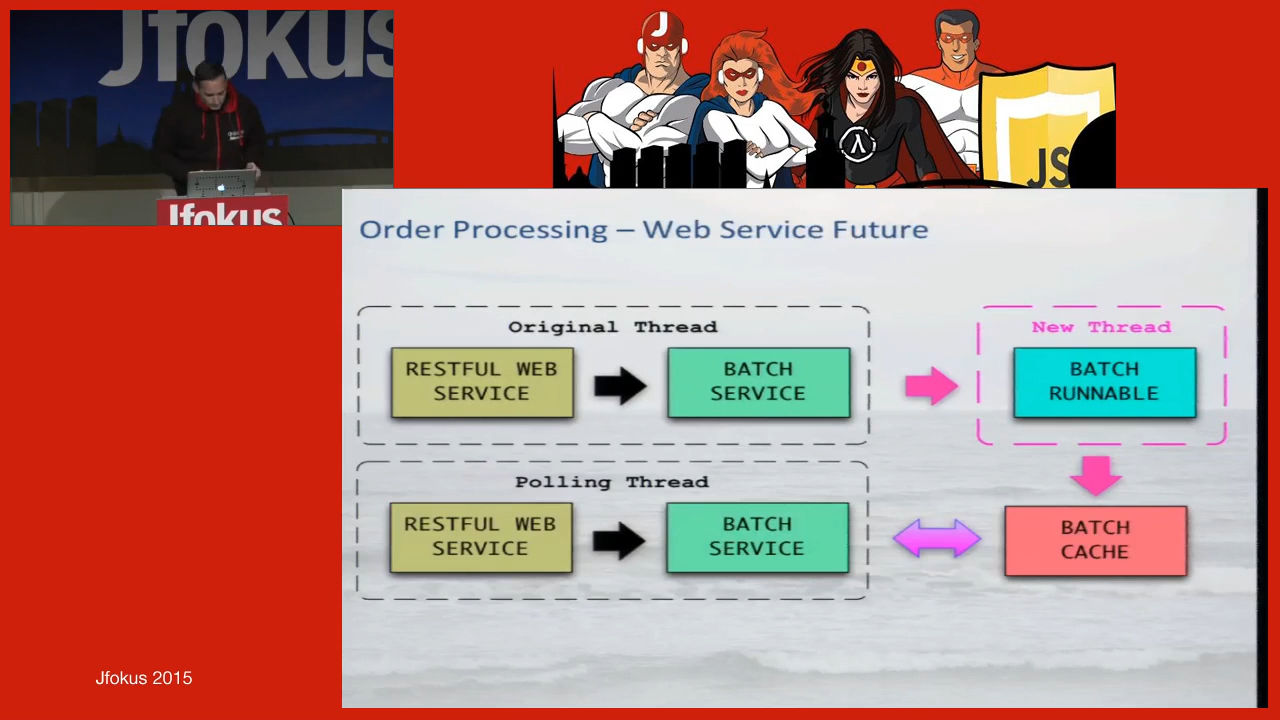 Jfokus
J
JS
Jfokus
Order Processing – Web Service Future
Original Thread
New Thread
RESTFUL WEB
SERVICE
BATCH
SERVICE
BATCH
RUNNABLE
Polling Thread
RESTFUL WEB
SERVICE
BATCH
SERVICE
BATCH
CACHE
Jfokus 2015